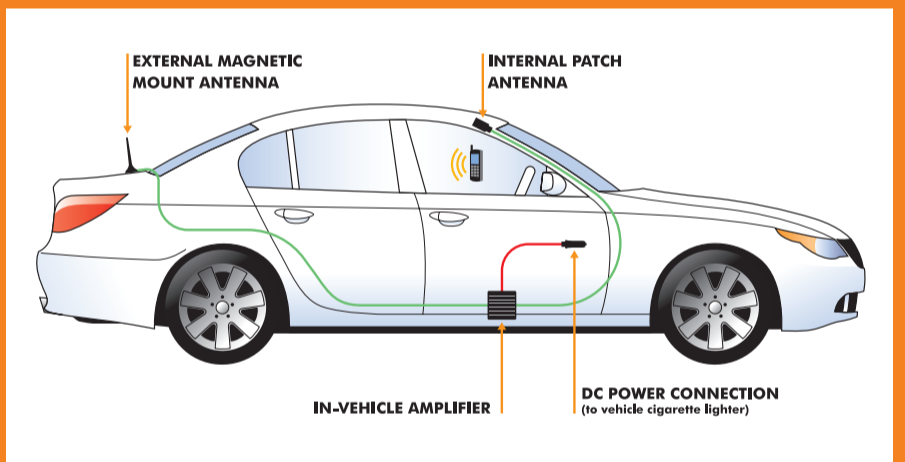 EXTERNAL MAGNETIC
MOUNT ANTENNA
INTERNAL PATCH
ANTENNA
IN-VEHICLE AMPLIFIER
DC POWER CONNECTION
(to vehicle cigarette lighter)